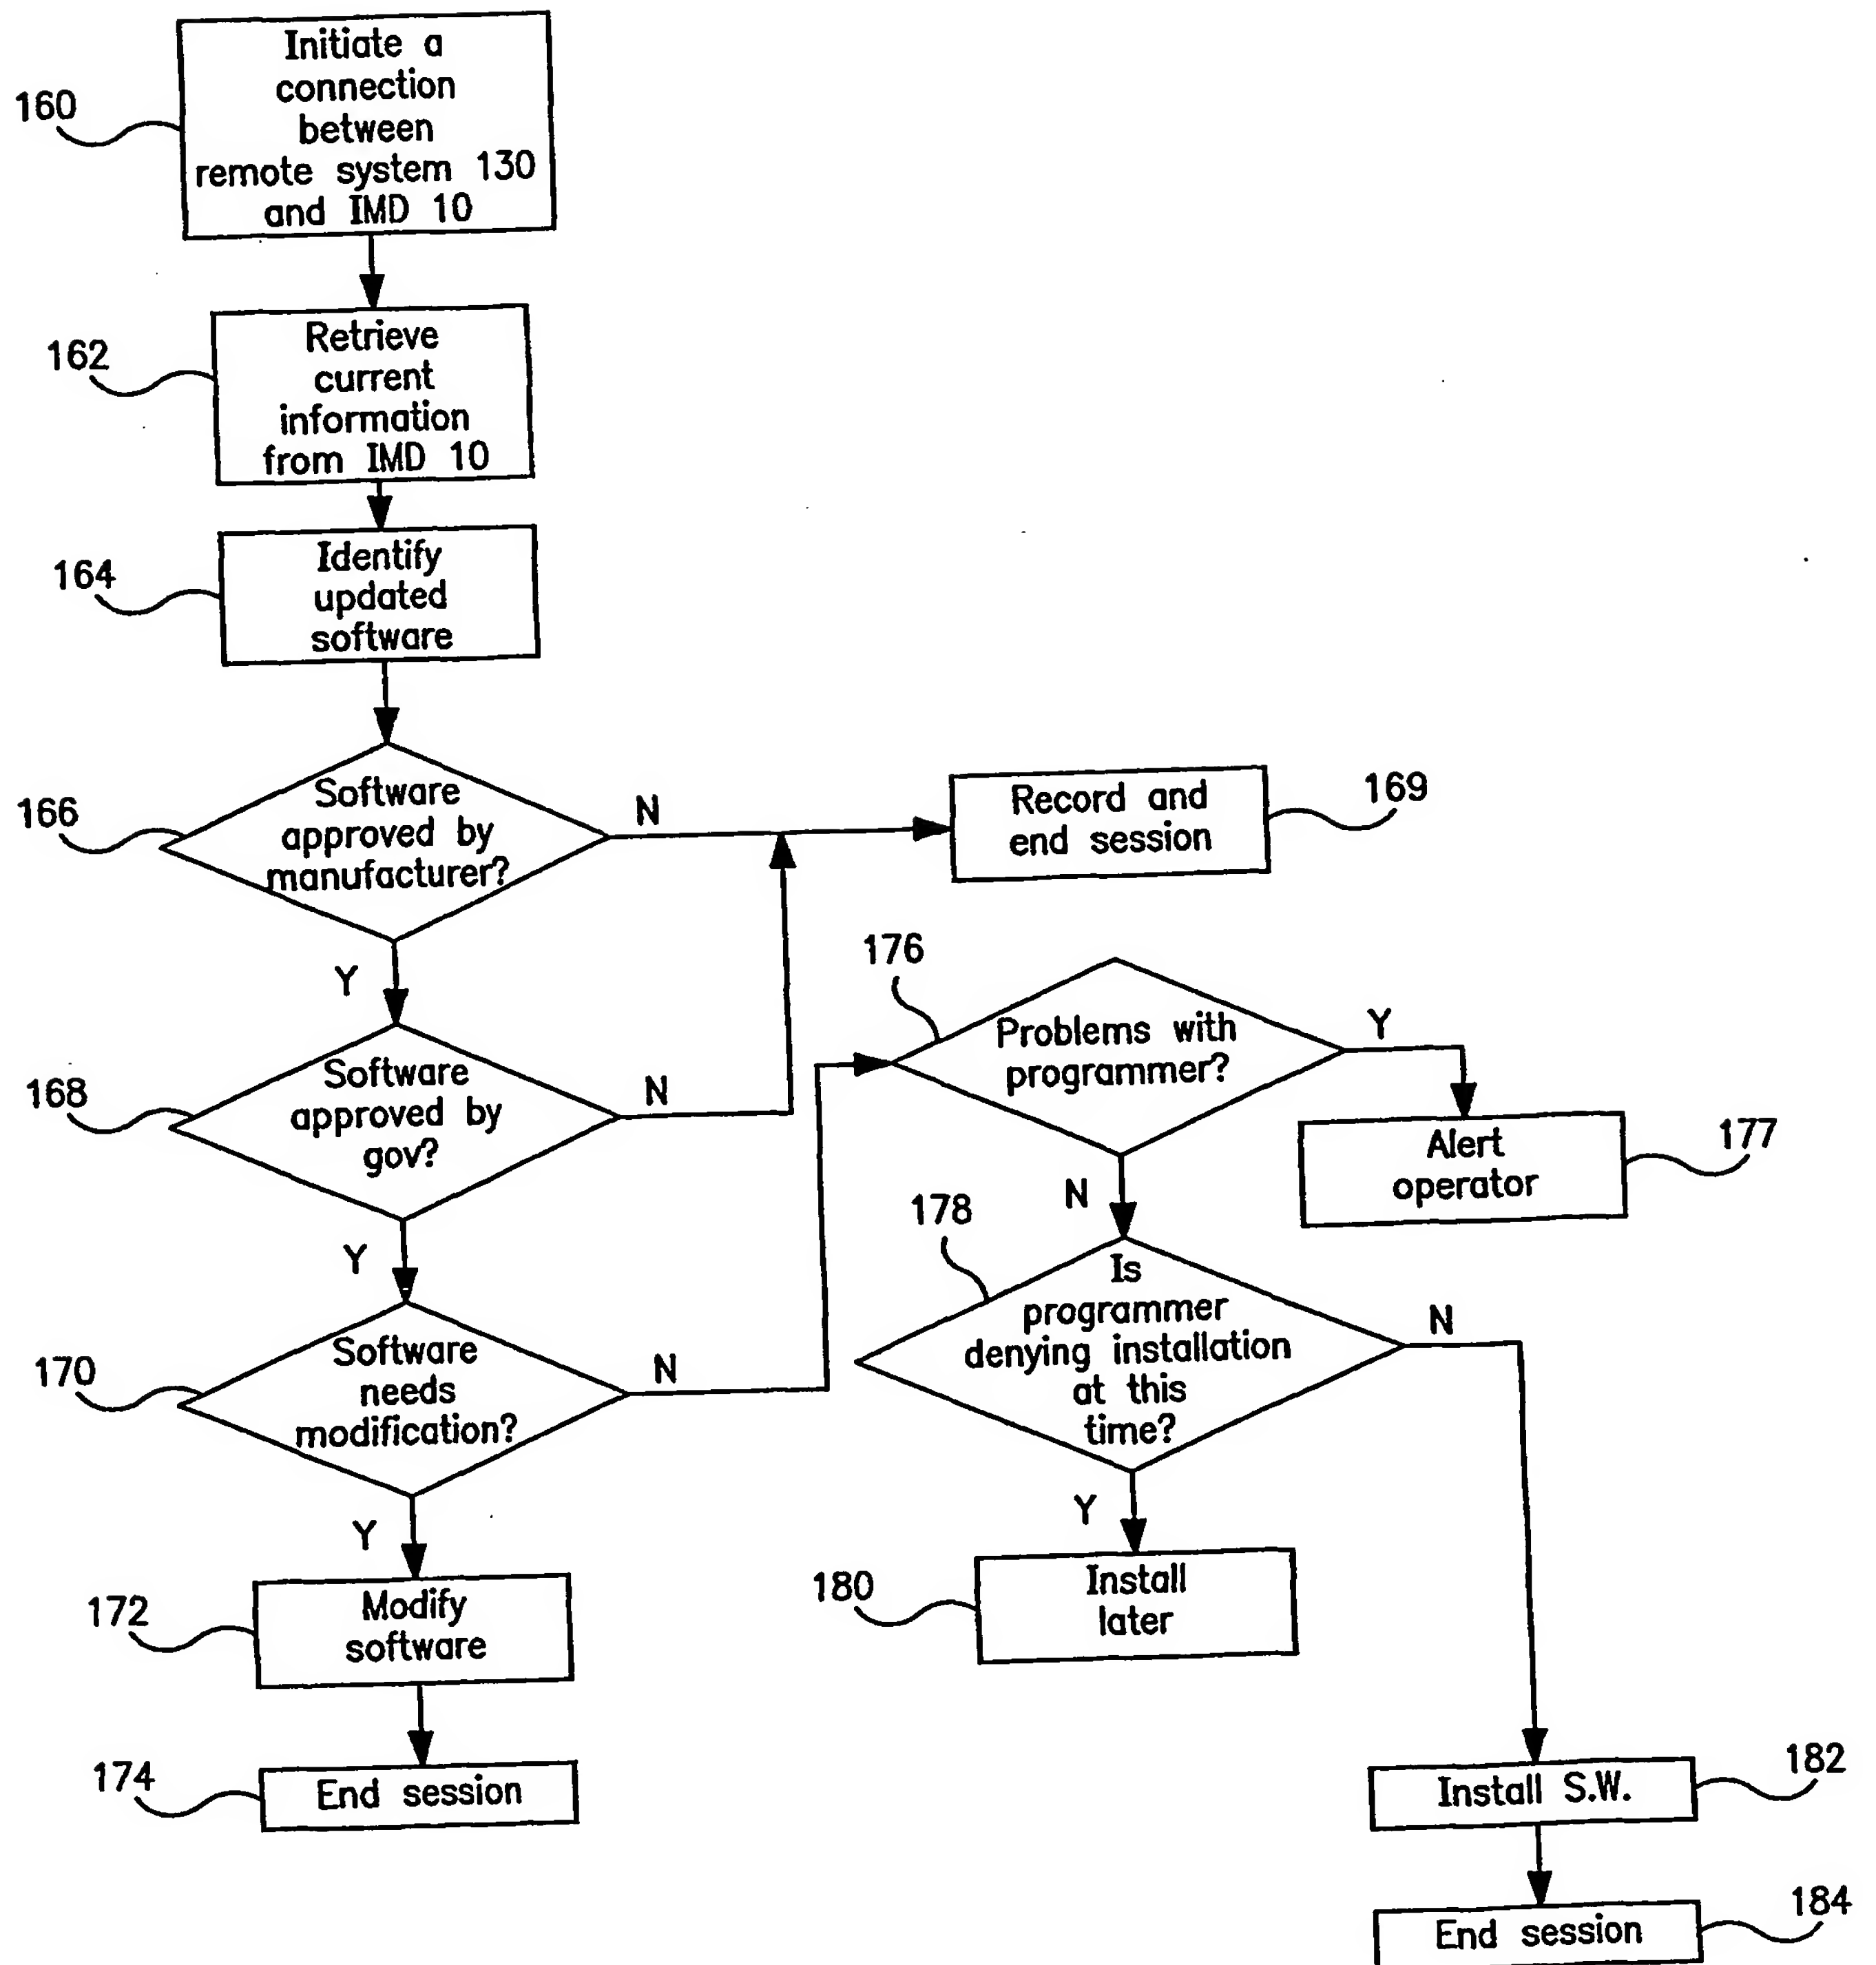 160
Initiate a
connection
between
remote system 130
and IMD 10
162
Retrieve
current
information
from IMD 10
164
Identify
updated
software
166
Software
approved by
manufacturer?
N
Y
Record and
end session
169
168
Software
approved by
gov?
N
Y
170
Software
needs
modification?
N
Y
172
Modify
software
174
End session
176
Problems with
programmer?
Y
N
Alert
operator
177
178
Is
programmer
denying installation
at this
time?
N
Y
180
Install
later
Install S.W.
182
End session
184